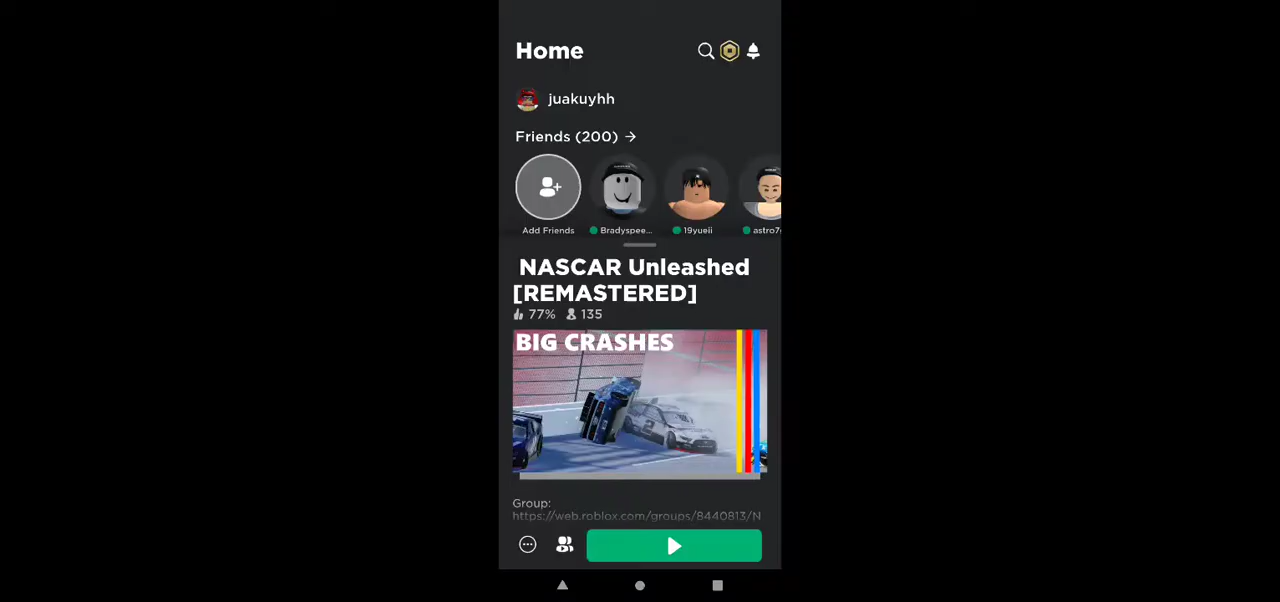 Home
juakuyhh
Friends (200) →
Add Friends
Bradyspee...
19yueii
NASCAR Unleashed
[REMASTERED]
77% 135
BIG CRASHES
2
Group:
https://web.roblox.com/groups/8440813/N